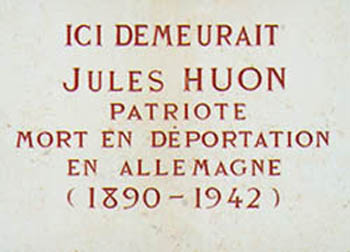 ICI DEMEURAIT
JULES HUON
PATRIOTE
MORT EN DÉPORTATION
EN ALLEMAGNE
(1890-1942)